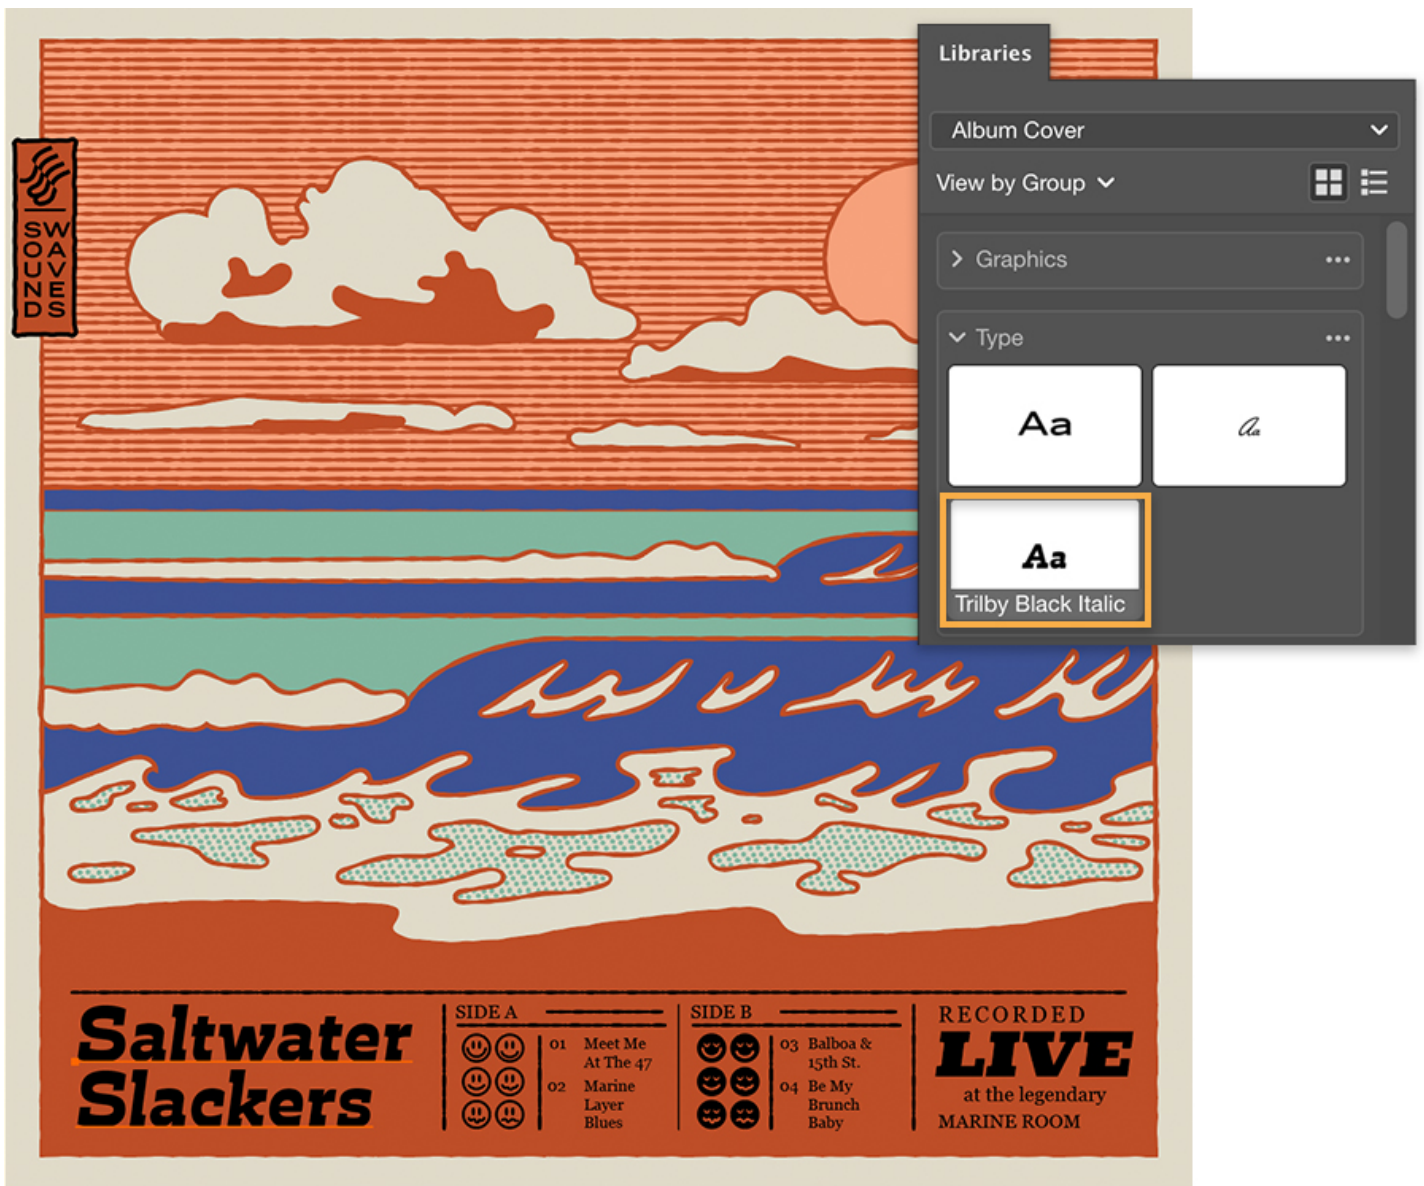 Libraries
Album Cover
View by Group
Graphics
Type
Aa
Aa
Aa
Trilby Black Italic
SOUND
WAVES
Saltwater
Slackers
SIDE A
01 Meet Me
At The 47
02 Marine
Layer
Blues
SIDE B
03 Balboa &
15th St.
04 Be My
Brunch
Baby
RECORDED
LIVE
at the legendary
MARINE ROOM